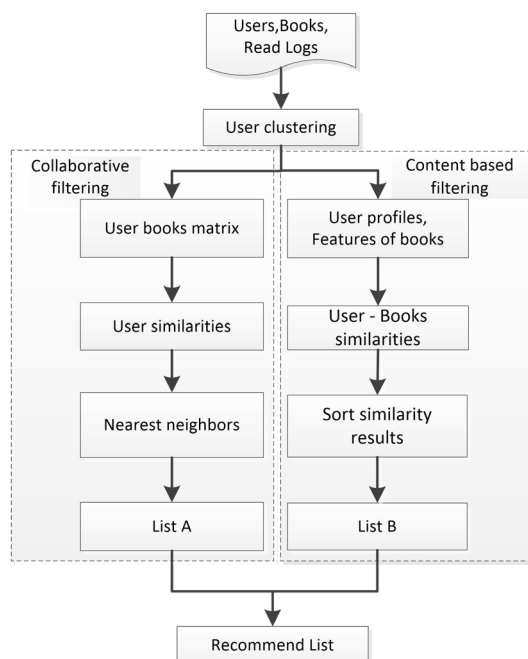 Users,Books,
Read Logs
User clustering
Collaborative
filtering
User books matrix
User similarities
Nearest neighbors
List A
Content based
filtering
User profiles,
Features of books
User - Books
similarities
Sort similarity
results
List B
Recommend List